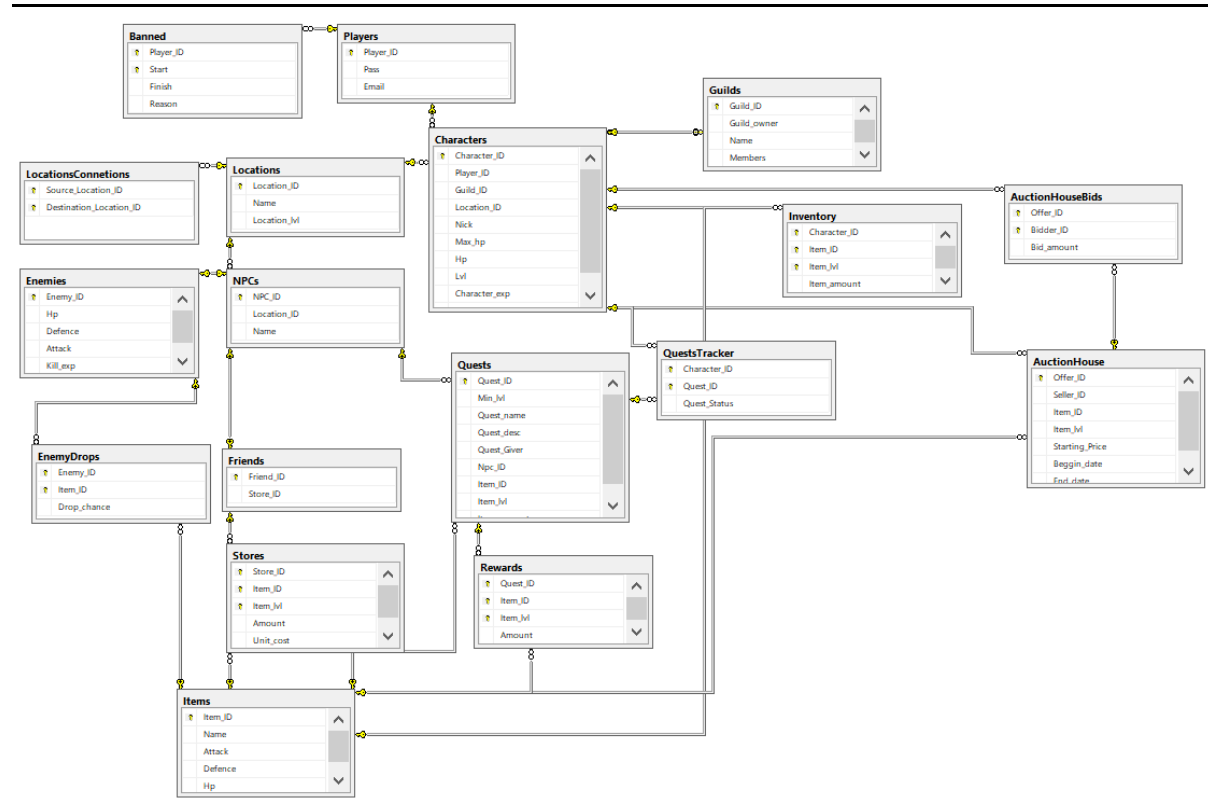 Banned
Player_ID
Start
Finish
Reason
Players
Player_ID
Pass
Email
Guilds
Guild_ID
Guild_owner
Name
Members
Characters
Character_ID
Player_ID
Guild_ID
Location_ID
Nick
Max_hp
Hp
Lvl
Character_exp
LocationsConnetions
Source_Location_ID
Destination_Location_ID
Locations
Location_ID
Name
Location_lvl
AuctionHouseBids
Offer_ID
Bidder_ID
Bid_amount
Inventory
Character_ID
Item_ID
Item_lvl
Item_amount
Enemies
Enemy_ID
Hp
Defence
Attack
Kill_exp
NPCs
NPC_ID
Location_ID
Name
QuestsTracker
Character_ID
Quest_ID
Quest_Status
AuctionHouse
Offer_ID
Seller_ID
Item_ID
Item_lvl
Starting_Price
Beggin_date
End_date
Quests
Quest_ID
Min_lvl
Quest_name
Quest_desc
Quest_Giver
Npc_ID
Item_ID
Item_lvl
EnemyDrops
Enemy_ID
Item_ID
Drop_chance
Friends
Friend_ID
Store_ID
Stores
Store_ID
Item_ID
Item_lvl
Amount
Unit_cost
Rewards
Quest_ID
Item_ID
Item_lvl
Amount
Items
Item_ID
Name
Attack
Defence
Hp